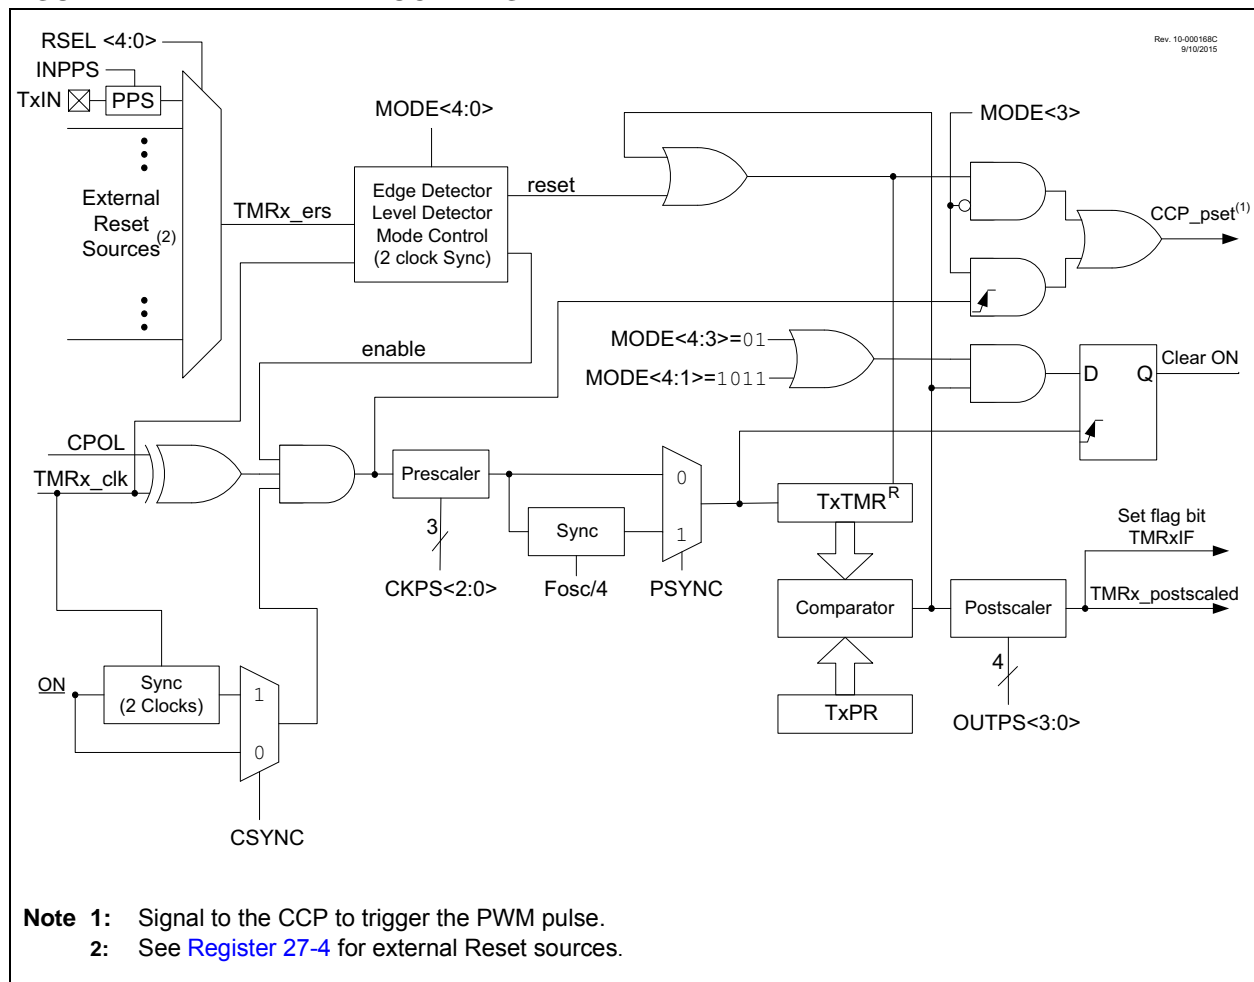 Rev. 10-000168C
9/10/2015
RSEL <4:0>
INPPS
TxIN
PPS
MODE<4:0>
MODE<3>
External
Reset
Sources(2)
TMRx_ers
Edge Detector
Level Detector
Mode Control
(2 clock Sync)
reset
CCP_pset(1)
enable
MODE<4:3>=01
MODE<4:1>=1011
D
Q
Clear ON
CPOL
TMRx_clk
Prescaler
0
1
TxTMR
R
3
Sync
Set flag bit
TMRxIF
CKPS<2:0>
Fosc/4
PSYNC
Comparator
Postscaler
TMRx_postscaled
ON
Sync
(2 Clocks)
1
0
4
TxPR
OUTPS<3:0>
CSYNC
Note 1: Signal to the CCP to trigger the PWM pulse.
2: See Register 27-4 for external Reset sources.